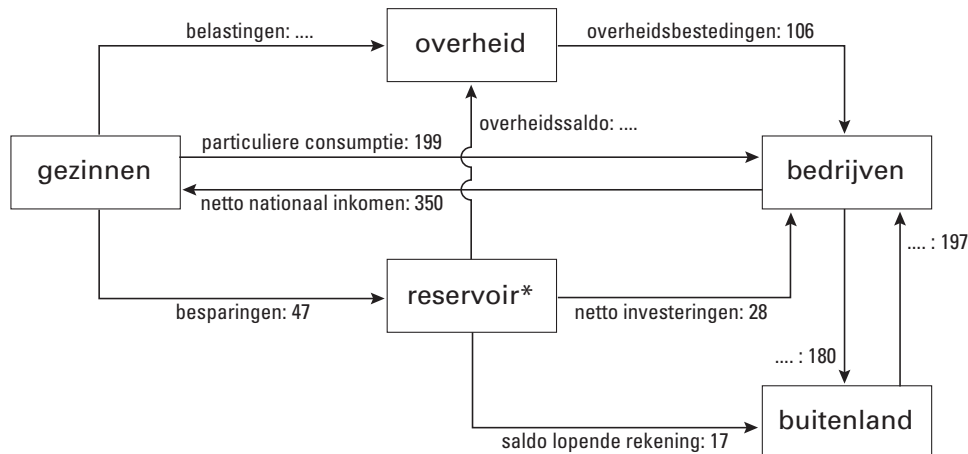 belastingen: ....
overheid
overheidsbestedingen: 106
overheidssaldo: ....
particuliere consumptie: 199
gezinnen
bedrijven
netto nationaal inkomen: 350
.... : 197
reservoir*
besparingen: 47
netto investeringen: 28
.... : 180
buitenland
saldo lopende rekening: 17